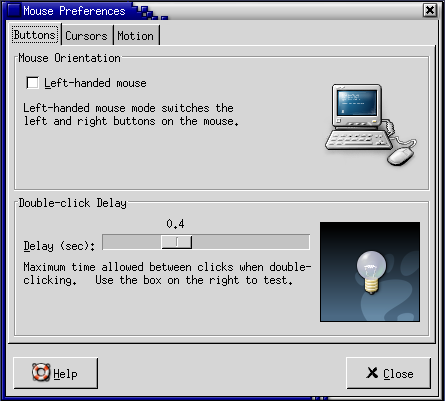 Mouse Preferences
Buttons Cursors Motion
Mouse Orientation
Left-handed mouse
Left-handed mouse mode switches the
left and right buttons on the mouse.
Double-click Delay
0.4
Delay (sec):
Maximum time allowed between clicks when double-
clicking.  Use the box on the right to test.
Help
Close